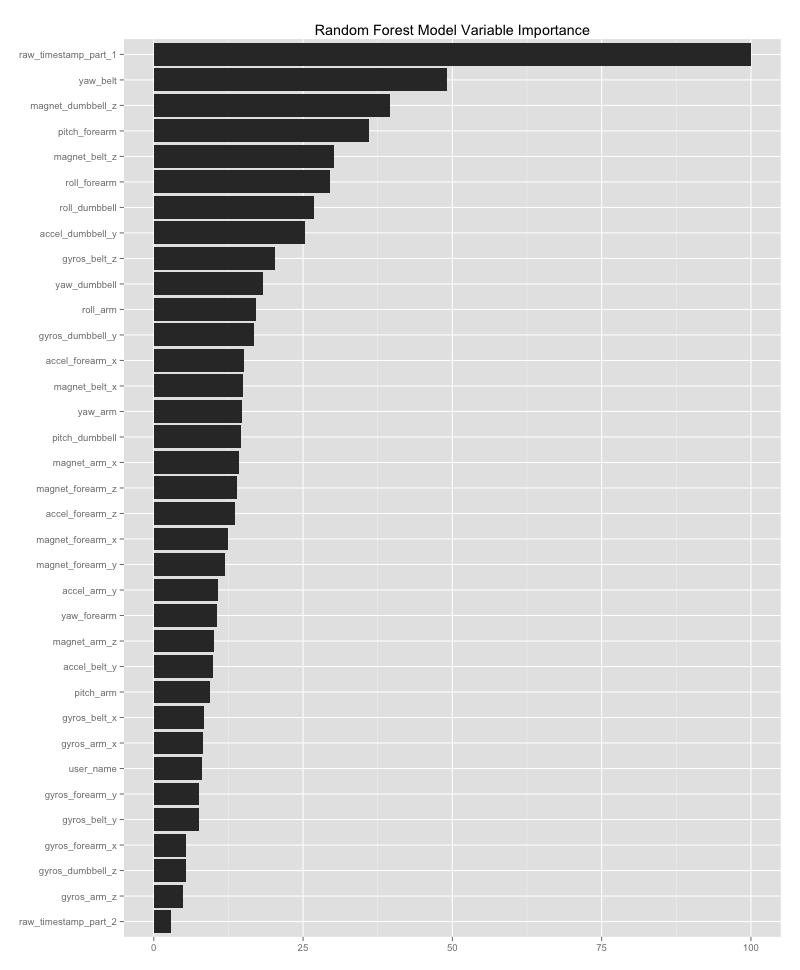 Random Forest Model Variable Importance
raw_timestamp_part_1
yaw_belt
magnet_dumbbell_z
pitch_forearm
magnet_belt_z
roll_forearm
roll_dumbbell
accel_dumbbell_y
gyros_belt_z
yaw_dumbbell
roll_arm
gyros_dumbbell_y
accel_forearm_x
magnet_belt_x
yaw_arm
pitch_dumbbell
magnet_arm_x
magnet_forearm_z
accel_forearm_z
magnet_forearm_x
magnet_forearm_y
accel_arm_y
yaw_forearm
magnet_arm_z
accel_belt_y
pitch_arm
gyros_belt_x
gyros_arm_x
user_name
gyros_forearm_y
gyros_belt_y
gyros_forearm_x
gyros_dumbbell_z
gyros_arm_z
raw_timestamp_part_2
0 25 50 75 100